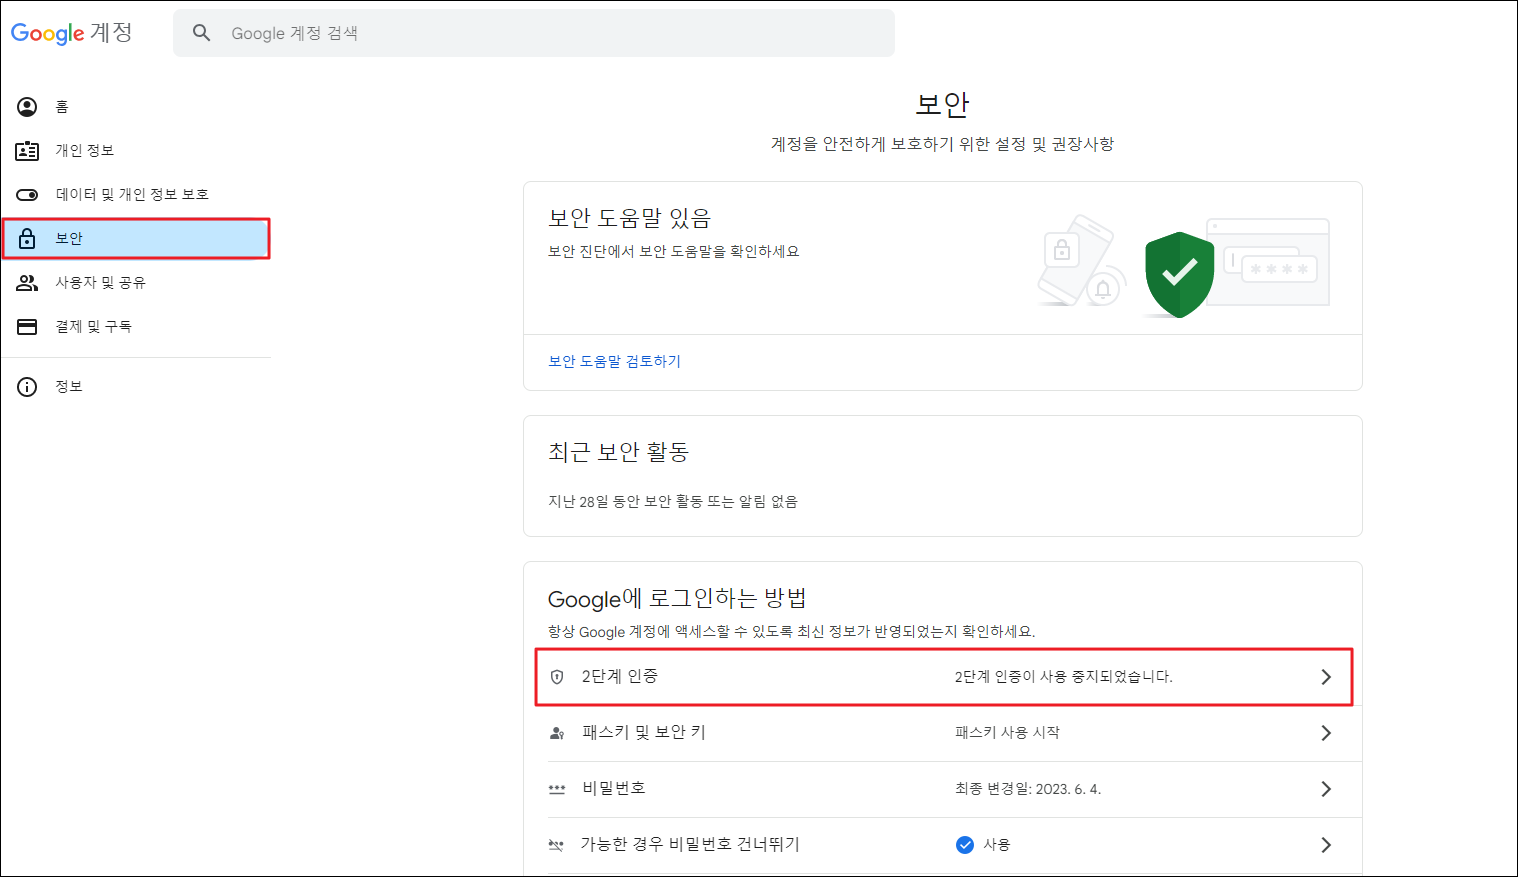 Google 계정
Google 계정 검색
홈
개인 정보
데이터 및 개인 정보 보호
보안
사용자 및 공유
결제 및 구독
정보
보안
계정을 안전하게 보호하기 위한 설정 및 권장사항
보안 도움말 있음
보안 진단에서 보안 도움말을 확인하세요
보안 도움말 검토하기
최근 보안 활동
지난 28일 동안 보안 활동 또는 알림 없음
Google에 로그인하는 방법
항상 Google 계정에 액세스할 수 있도록 최신 정보가 반영되었는지 확인하세요.
2단계 인증 2단계 인증이 사용 중지되었습니다.
패스키 및 보안 키 패스키 사용 시작
비밀번호 최종 변경일: 2023. 6. 4.
가능한 경우 비밀번호 건너뛰기 사용